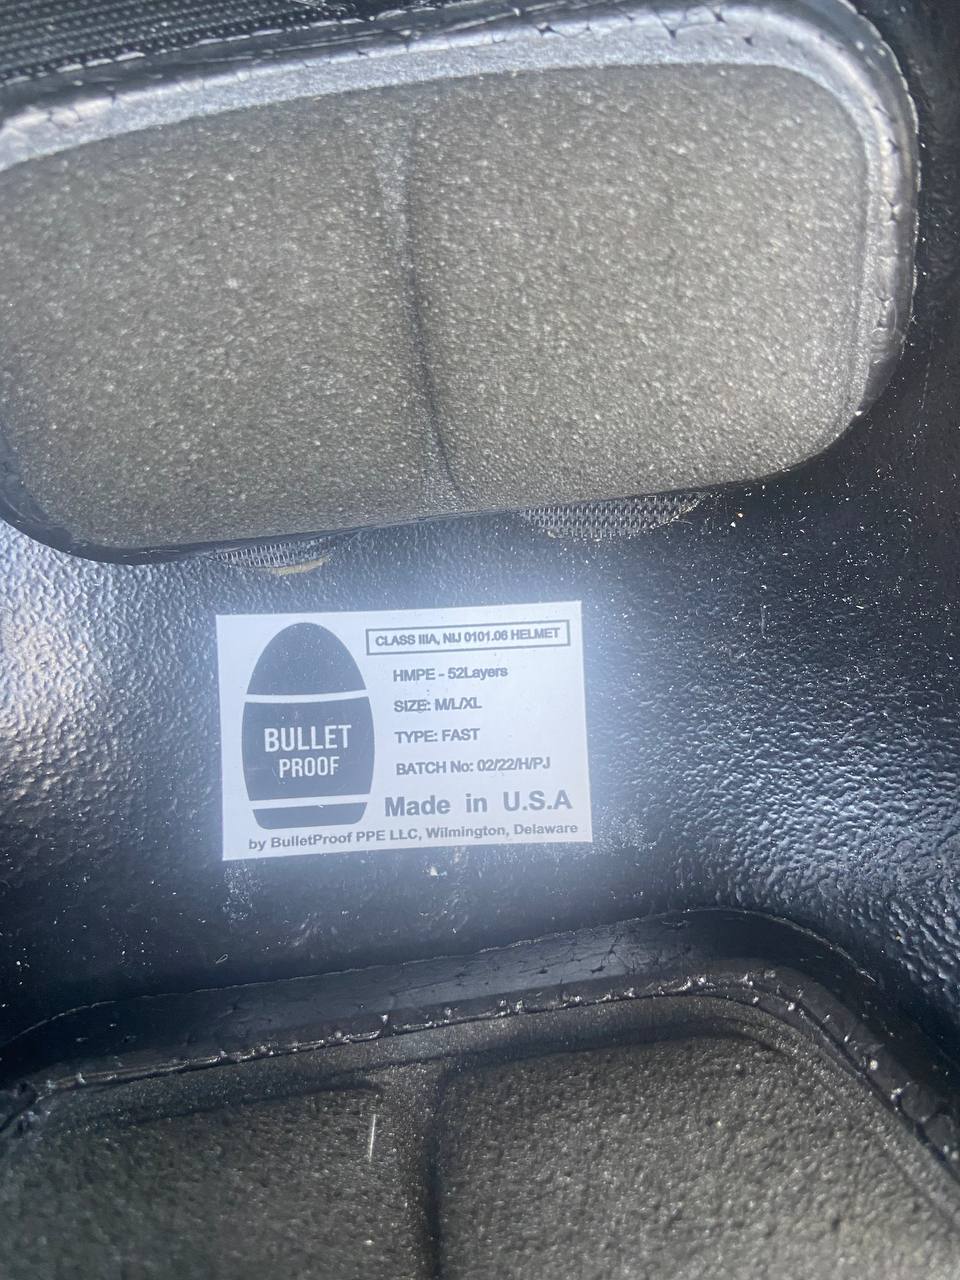 CLASS IIIA, NIJ 0101.06 HELMET
HMPE - 52Layers
SIZE: M/L/XL
TYPE: FAST
BATCH No: 02/22/H/PJ
BULLET
PROOF
Made in U.S.A
by BulletProof PPE LLC, Wilmington, Delaware